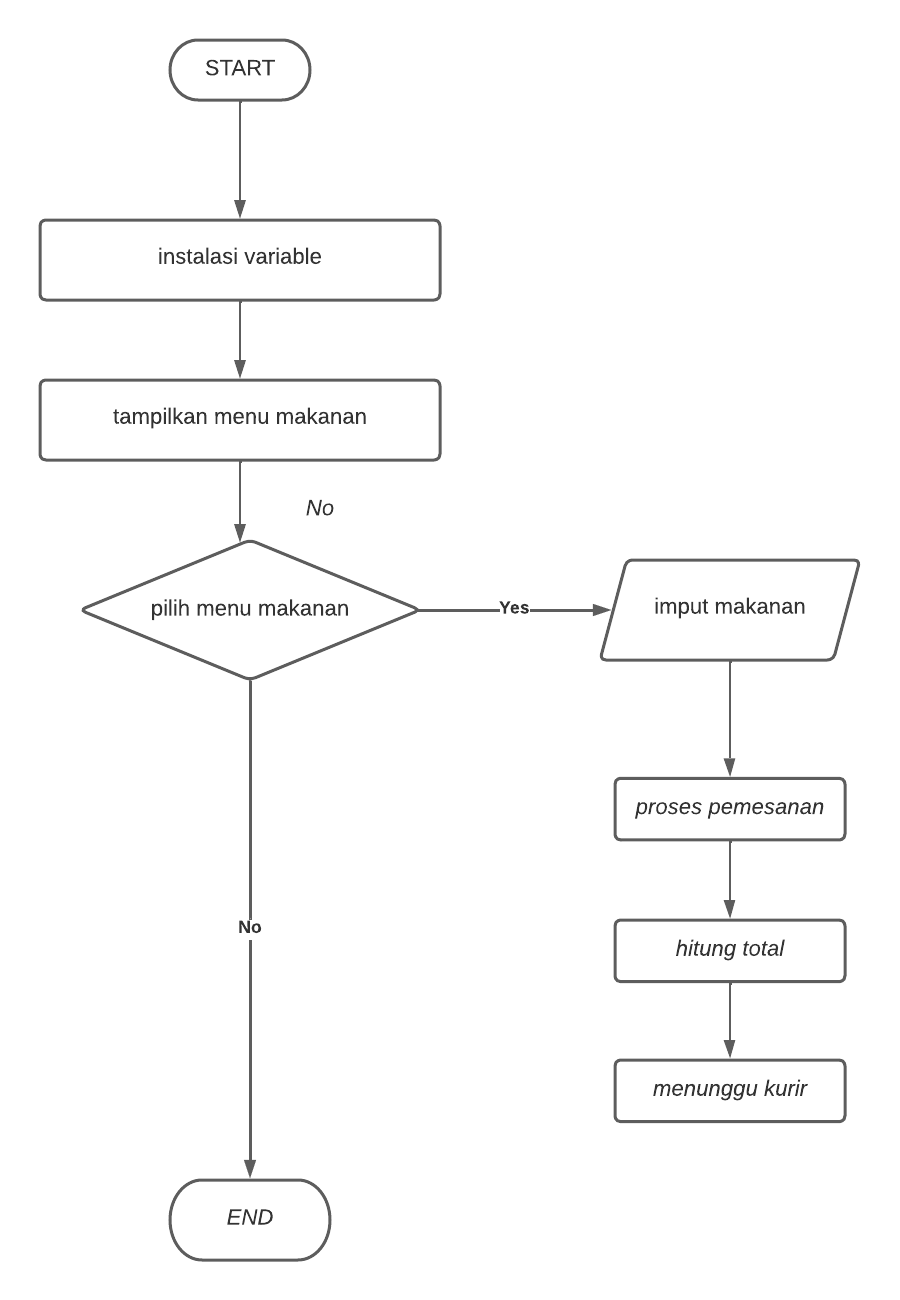 START
instalasi variable
tampilkan menu makanan
No
pilih menu makanan
Yes
imput makanan
proses pemesanan
hitung total
No
menunggu kurir
END